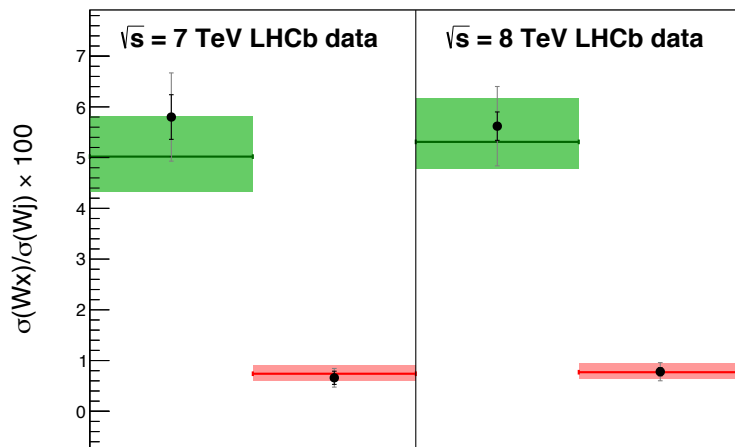 √s = 7 TeV LHCb data
√s = 8 TeV LHCb data
σ(Wx)/σ(Wj) × 100
7
6
5
4
3
2
1
0